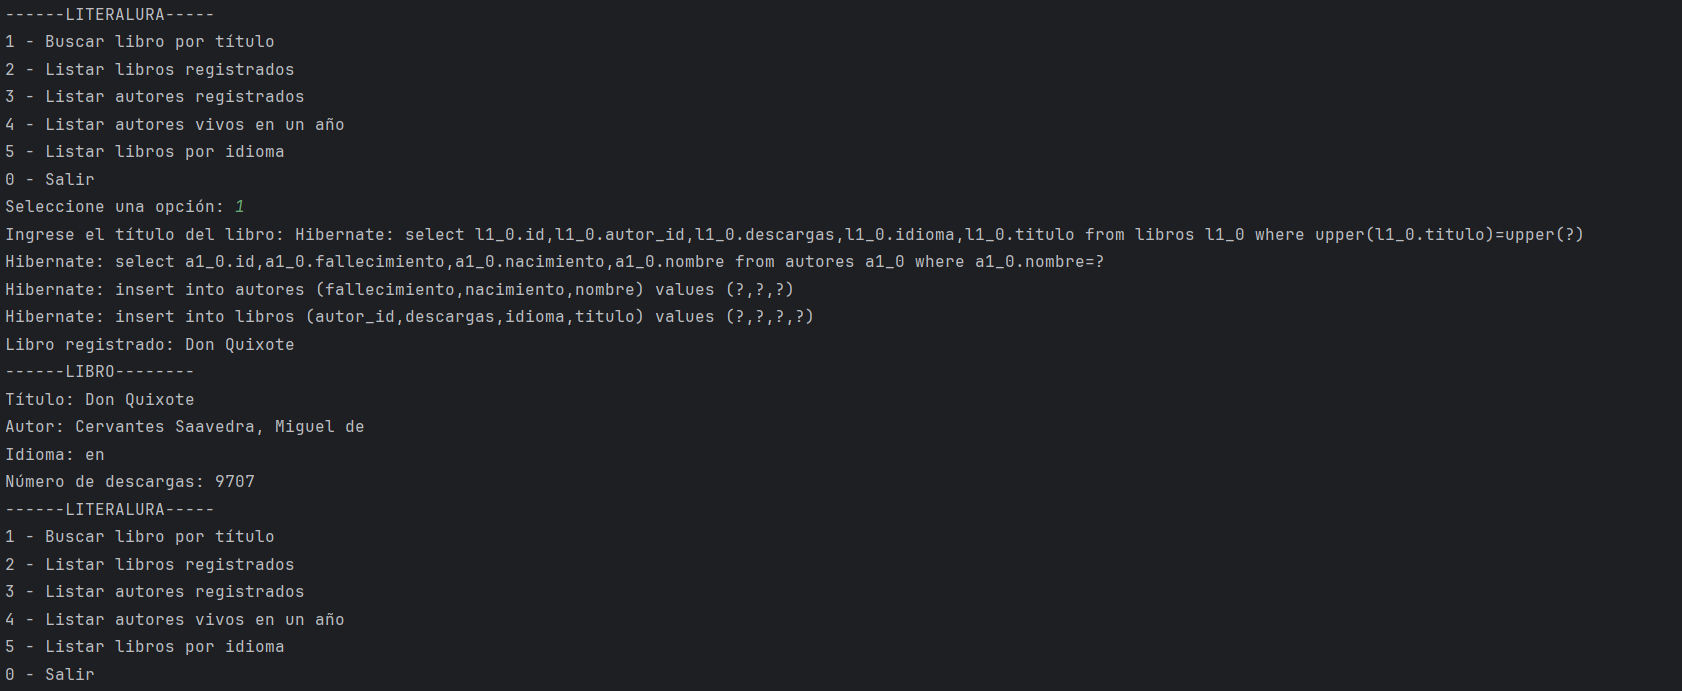 ------LITERALURA-----
1 - Buscar libro por título
2 - Listar libros registrados
3 - Listar autores registrados
4 - Listar autores vivos en un año
5 - Listar libros por idioma
0 - Salir
Seleccione una opción: 1
Ingrese el título del libro: Hibernate: select l1_0.id,l1_0.autor_id,l1_0.descargas,l1_0.idioma,l1_0.titulo from libros l1_0 where upper(l1_0.titulo)=upper(?)
Hibernate: select a1_0.id,a1_0.fallecimiento,a1_0.nacimiento,a1_0.nombre from autores a1_0 where a1_0.nombre=?
Hibernate: insert into autores (fallecimiento,nacimiento,nombre) values (?,?,?)
Hibernate: insert into libros (autor_id,descargas,idioma,titulo) values (?,?,?,?)
Libro registrado: Don Quixote
------LIBRO--------
Título: Don Quixote
Autor: Cervantes Saavedra, Miguel de
Idioma: en
Número de descargas: 9707
------LITERALURA-----
1 - Buscar libro por título
2 - Listar libros registrados
3 - Listar autores registrados
4 - Listar autores vivos en un año
5 - Listar libros por idioma
0 - Salir